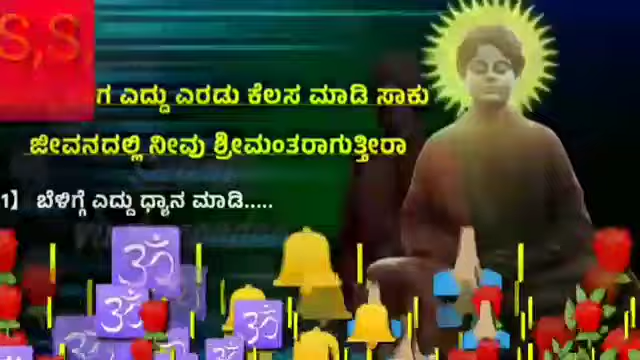 S,S
ಗ ಎದ್ದು ಎರಡು ಕೆಲಸ ಮಾಡಿ ಸಾಕು
ಜೀವನದಲ್ಲಿ ನೀವು ಶ್ರೀಮಂತರಾಗುತ್ತೀರಾ
1】 ಬೆಳಿಗ್ಗೆ ಎದ್ದು ಧ್ಯಾನ ಮಾಡಿ.....